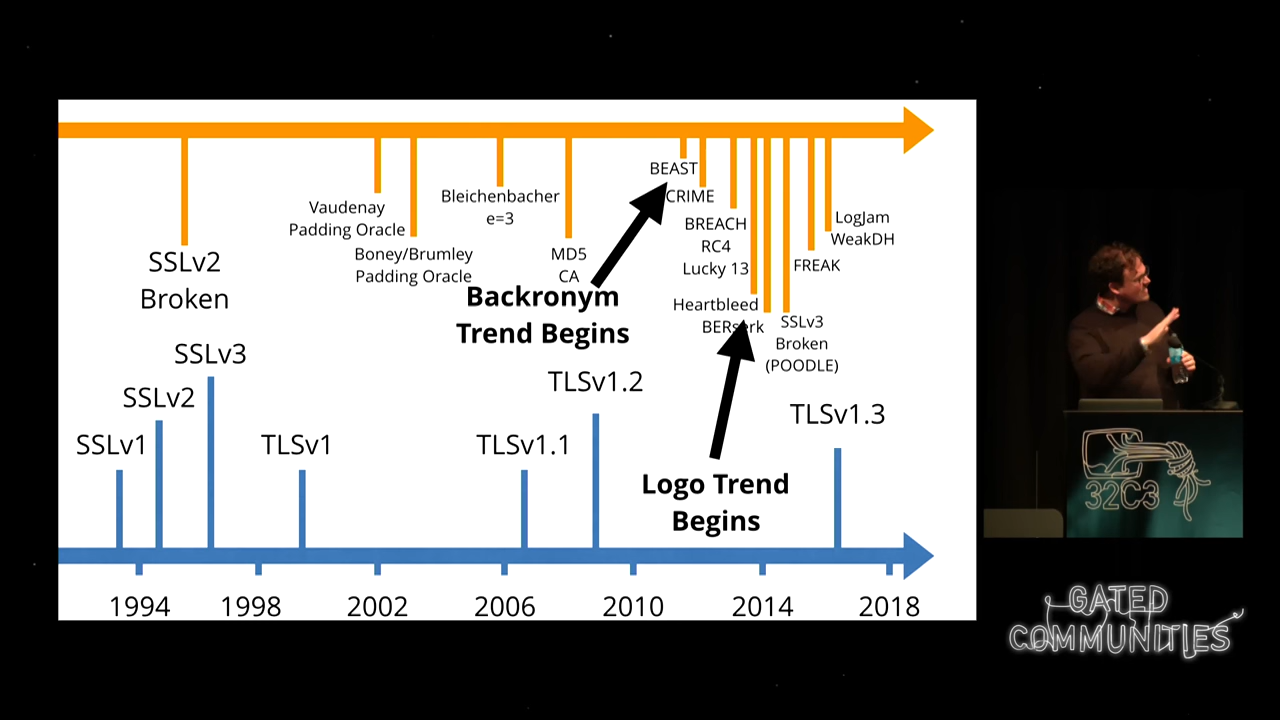 BEAST
CRIME
Vaudenay
Padding Oracle
Boney/Brumley
Padding Oracle
Bleichenbacher
e=3
MD5
CA
BREACH
RC4
Lucky 13
LogJam
WeakDH
FREAK
SSLv2
Broken
Backronym
Trend Begins
Heartbleed
BERserk
SSLv3
Broken
(POODLE)
SSLv1
SSLv2
SSLv3
TLSv1
TLSv1.1
TLSv1.2
TLSv1.3
Logo Trend
Begins
1994
1998
2002
2006
2010
2014
2018
32C3
GATED
COMMUNITIES